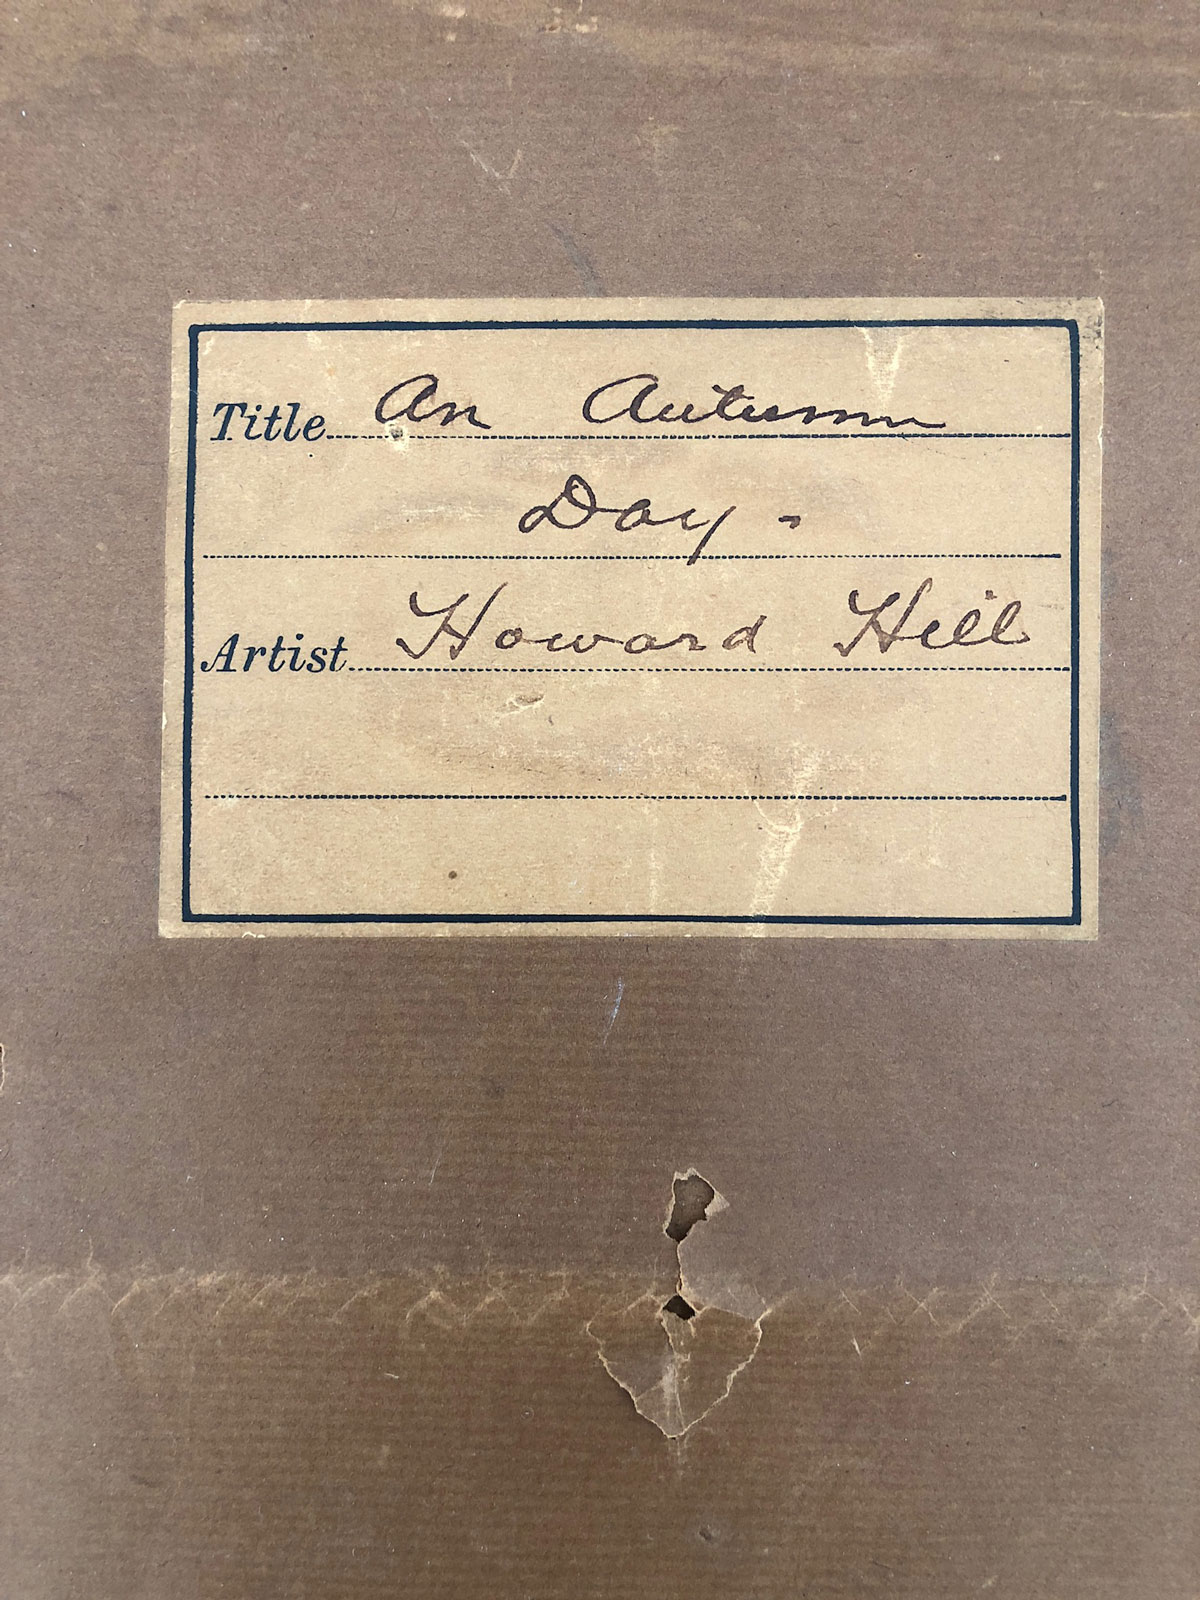 Title An Autumn
Day -
Artist Howard Hill